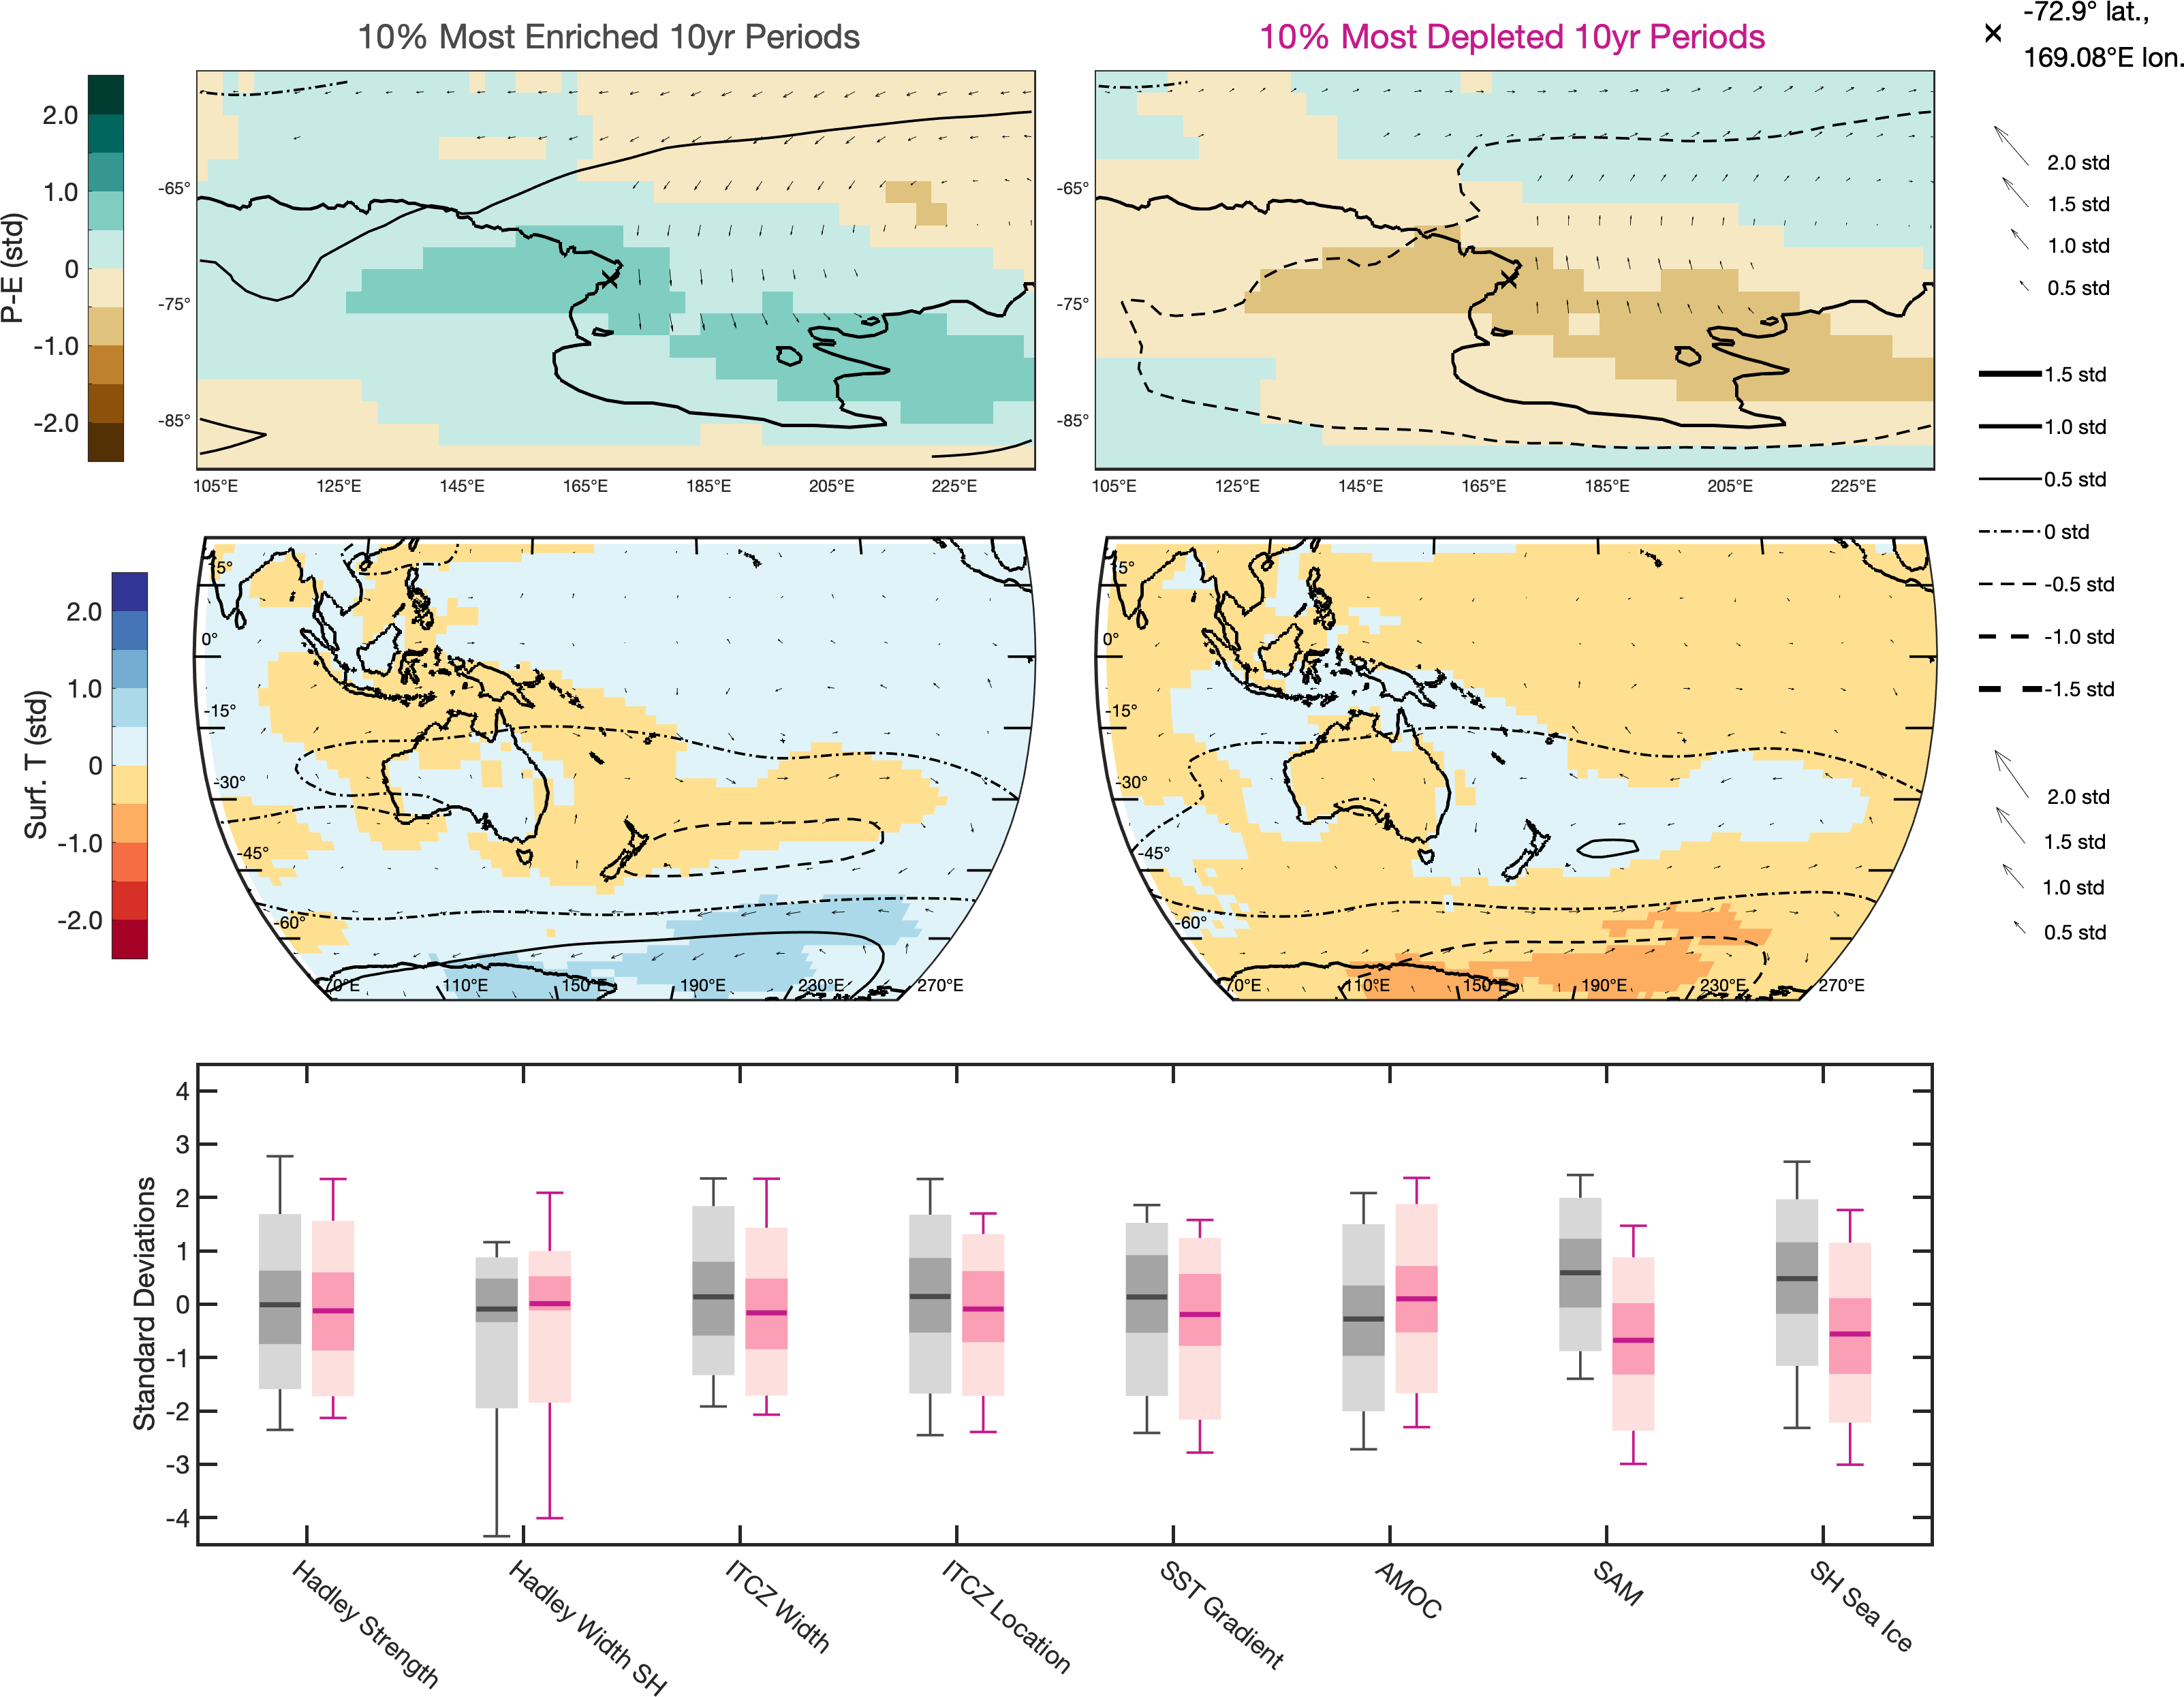 10% Most Enriched 10yr Periods
10% Most Depleted 10yr Periods
-72.9° lat.,
169.08°E lon.
P-E (std)
2.0
1.0
0
-1.0
-2.0
-65°
-75°
-85°
105°E 125°E 145°E 165°E 185°E 205°E 225°E
-65°
-75°
-85°
105°E 125°E 145°E 165°E 185°E 205°E 225°E
2.0 std
1.5 std
1.0 std
0.5 std
1.5 std
1.0 std
0.5 std
0 std
-0.5 std
-1.0 std
-1.5 std
Surf. T (std)
2.0
1.0
0
-1.0
-2.0
0°
-15°
-30°
-45°
-60°
70°E 110°E 150°E 190°E 230°E 270°E
0°
-15°
-30°
-45°
-60°
70°E 110°E 150°E 190°E 230°E 270°E
2.0 std
1.5 std
1.0 std
0.5 std
Standard Deviations
4
3
2
1
0
-1
-2
-3
-4
Hadley Strength
Hadley Width SH
ITCZ Width
ITCZ Location
SST Gradient
AMOC
SAM
SH Sea Ice